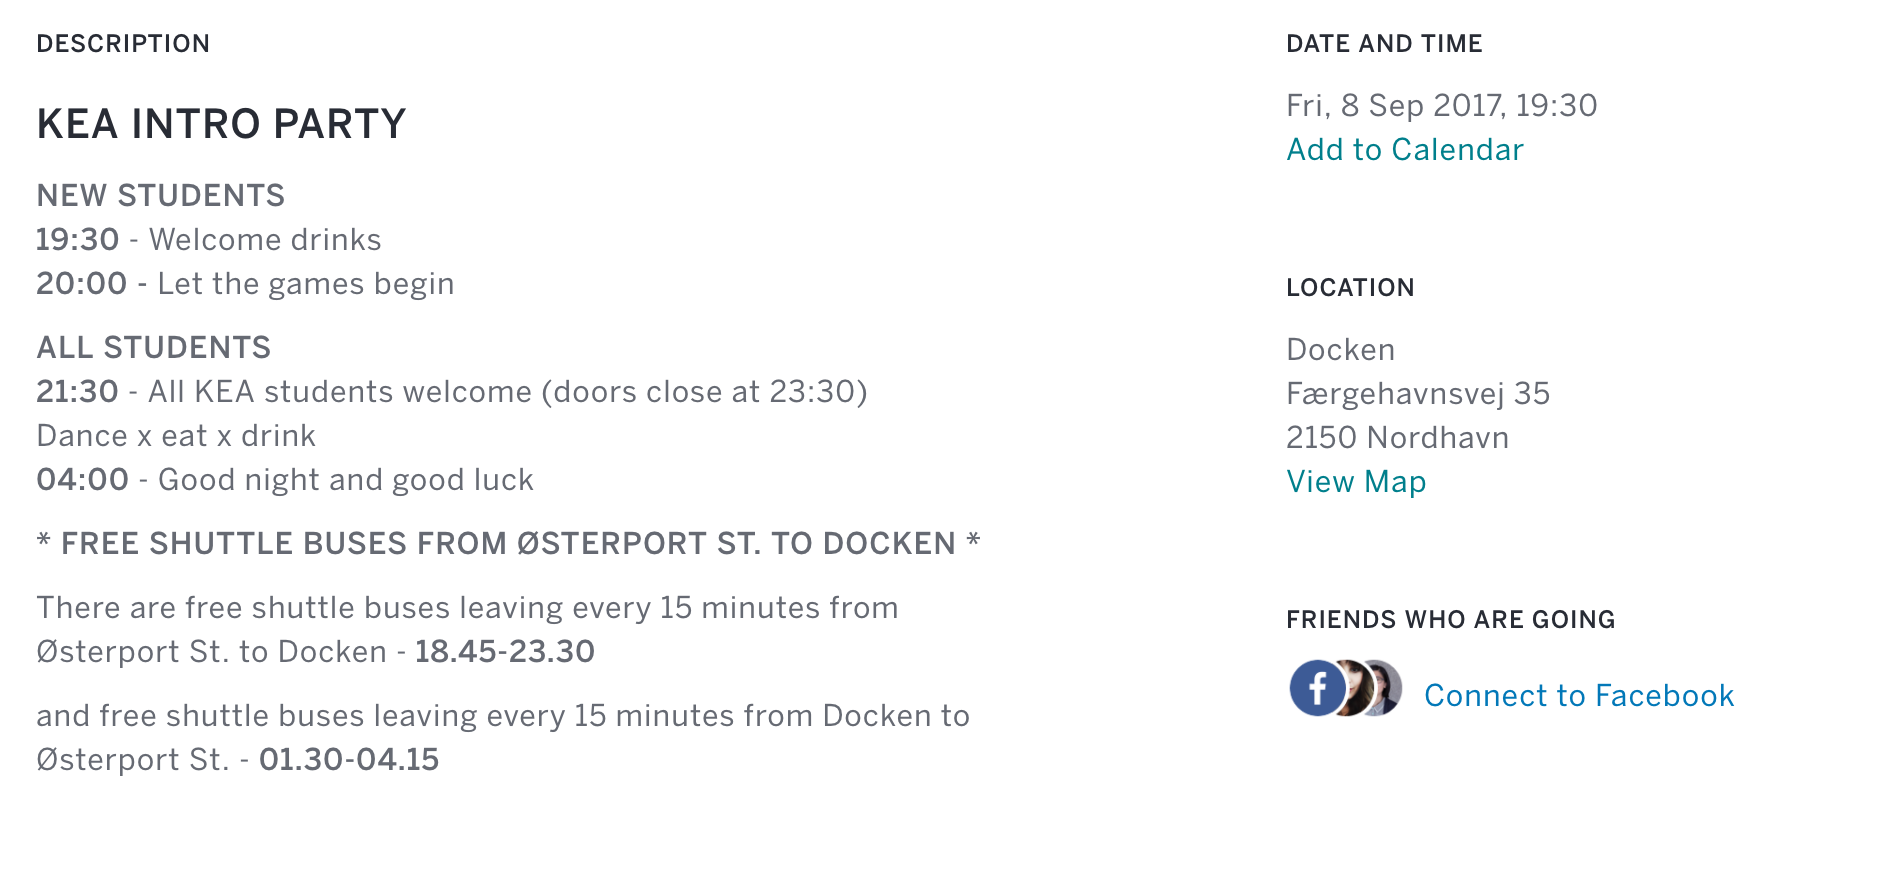 DESCRIPTION
KEA INTRO PARTY
NEW STUDENTS
19:30 - Welcome drinks
20:00 - Let the games begin
ALL STUDENTS
21:30 - All KEA students welcome (doors close at 23:30)
Dance x eat x drink
04:00 - Good night and good luck
* FREE SHUTTLE BUSES FROM ØSTERPORT ST. TO DOCKEN *
There are free shuttle buses leaving every 15 minutes from
Østerport St. to Docken - 18.45-23.30
and free shuttle buses leaving every 15 minutes from Docken to
Østerport St. - 01.30-04.15
DATE AND TIME
Fri, 8 Sep 2017, 19:30
Add to Calendar
LOCATION
Docken
Færgehavnsvej 35
2150 Nordhavn
View Map
FRIENDS WHO ARE GOING
Connect to Facebook